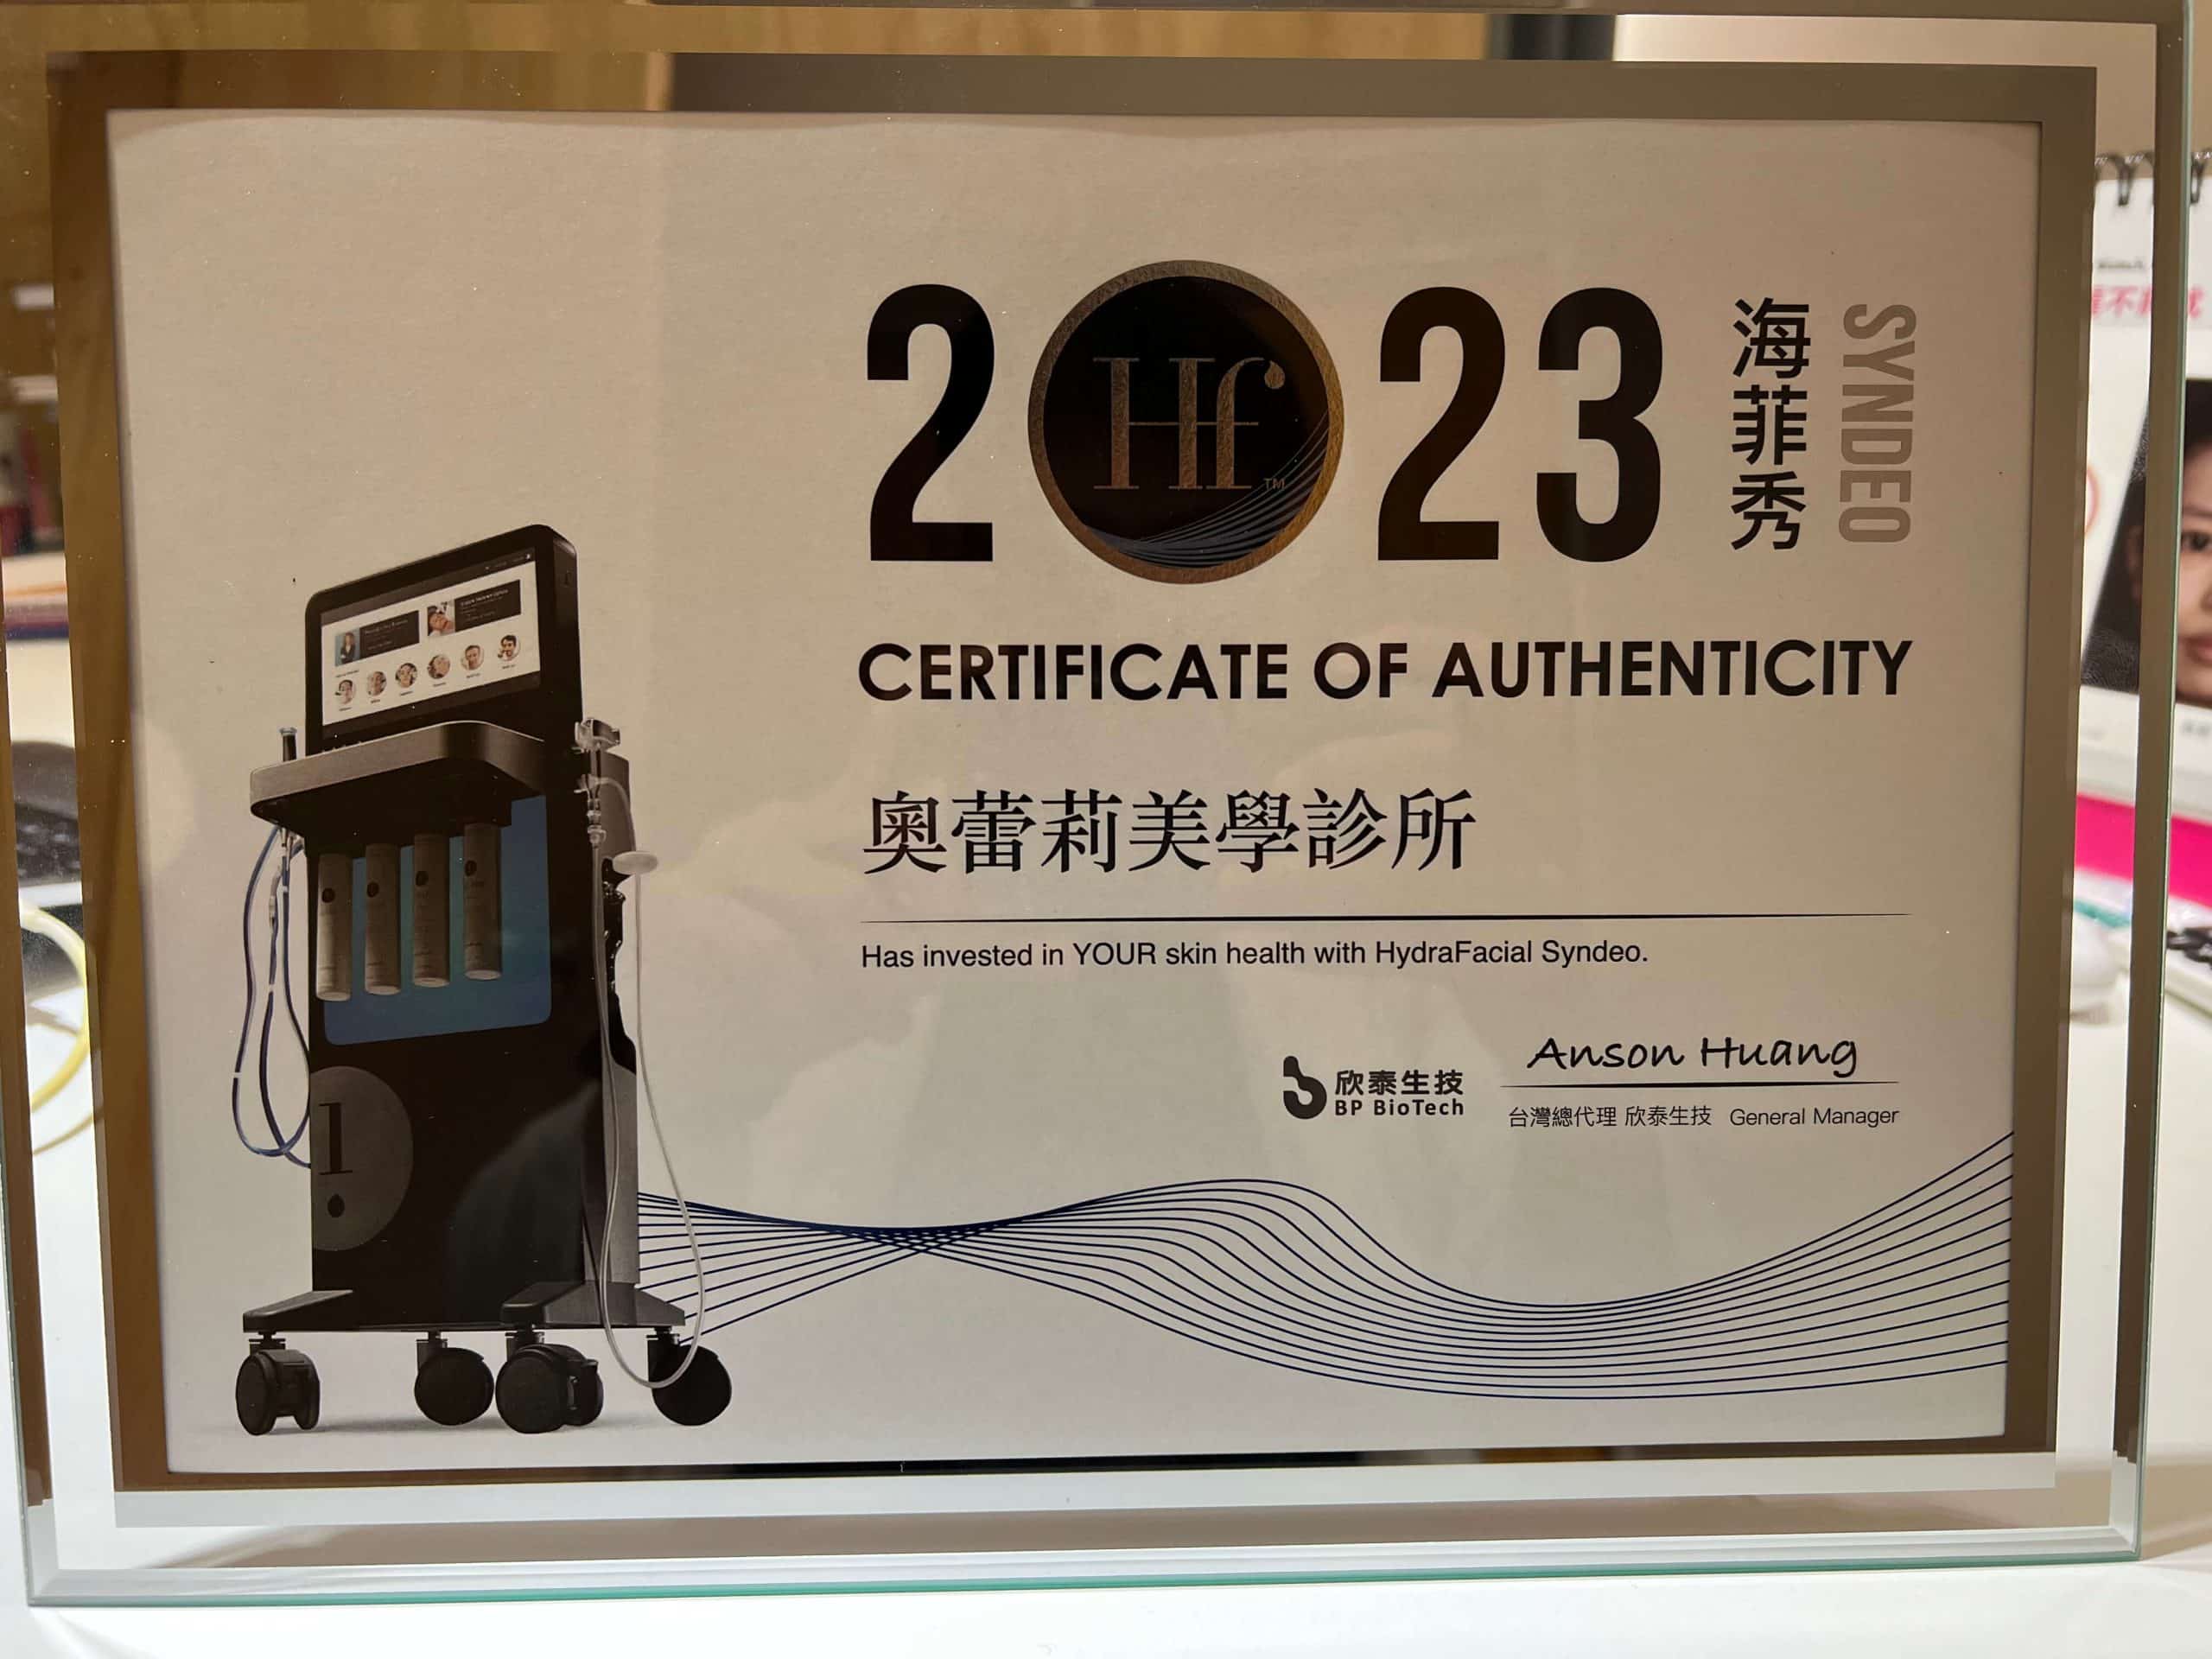 2023
Hf™
海菲秀
SYNDEO
CERTIFICATE OF AUTHENTICITY
奧蕾莉美學診所
Has invested in YOUR skin health with HydraFacial Syndeo.
欣泰生技
BP BioTech
Anson Huang
台灣總代理 欣泰生技 General Manager
1